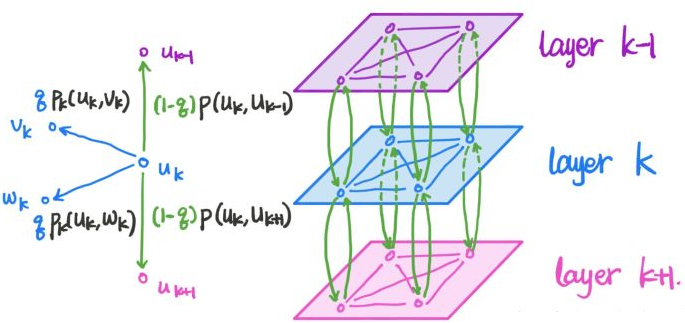 u_{k-1}
q P_k(u_k, v_k)
(1-q) P(u_k, u_{k-1})
v_k
u_k
w_k
q P_k(u_k, w_k)
(1-q) P(u_k, u_{k+1})
u_{k+1}
layer k-1
layer k
layer k+1.